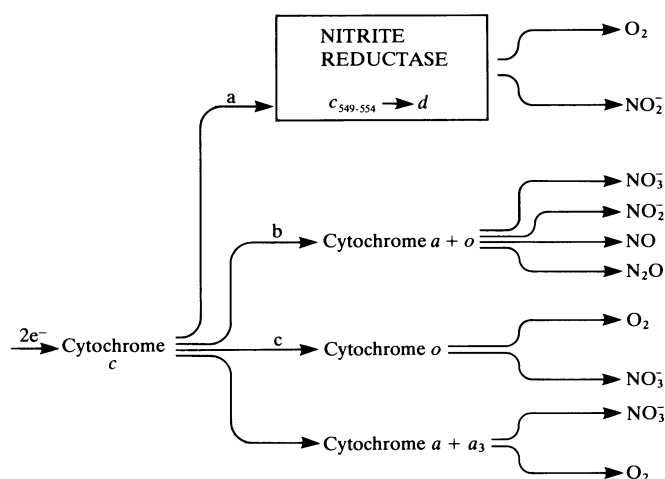 NITRITE
REDUCTASE
c₅₄₉₋₅₅₄ → d
O₂
NO₂⁻
a
b
Cytochrome a + o
NO₃⁻
NO₂⁻
NO
N₂O
2e⁻
Cytochrome
c
c
Cytochrome o
O₂
NO₃⁻
Cytochrome a + a₃
NO₃⁻
O₂